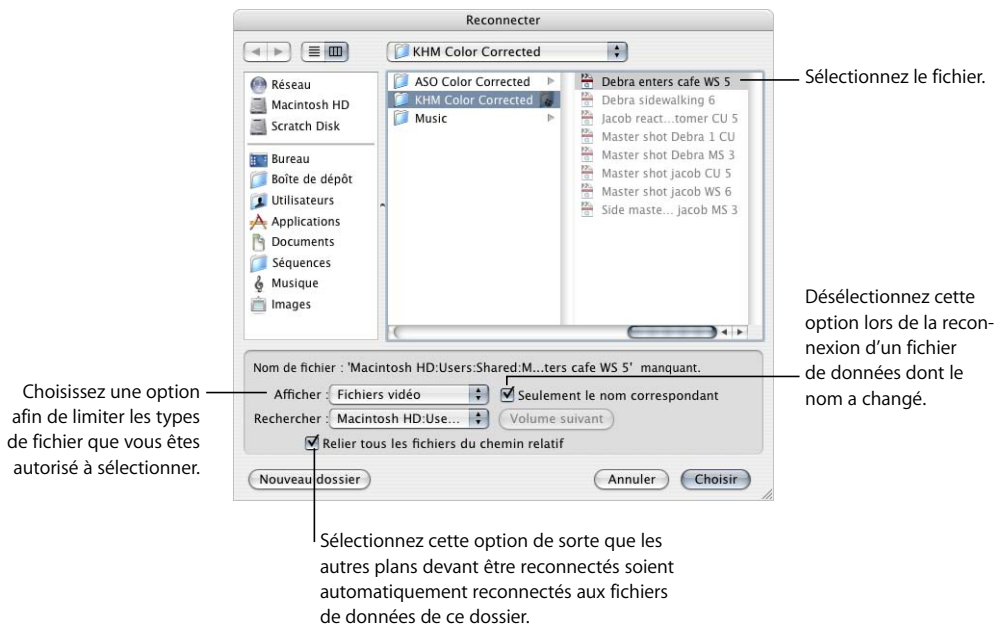 Reconnecter
KHM Color Corrected
Réseau
Macintosh HD
Scratch Disk
Bureau
Boîte de dépôt
Utilisateurs
Applications
Documents
Séquences
Musique
Images
ASO Color Corrected
KHM Color Corrected
Music
Debra enters cafe WS 5
Debra sidewalking 6
Jacob react...tomer CU 5
Master shot Debra 1 CU
Master shot Debra MS 3
Master shot jacob CU 5
Master shot jacob WS 6
Side maste... jacob MS 3
Sélectionnez le fichier.
Désélectionnez cette
option lors de la recon-
nexion d'un fichier
de données dont le
nom a changé.
Nom de fichier : 'Macintosh HD:Users:Shared:M...ters cafe WS 5' manquant.
Afficher : Fichiers vidéo
Seulement le nom correspondant
Rechercher : Macintosh HD:Use...
Volume suivant
Relier tous les fichiers du chemin relatif
Nouveau dossier
Annuler
Choisir
Choisissez une option
afin de limiter les types
de fichier que vous êtes
autorisé à sélectionner.
Sélectionnez cette option de sorte que les
autres plans devant être reconnectés soient
automatiquement reconnectés aux fichiers
de données de ce dossier.